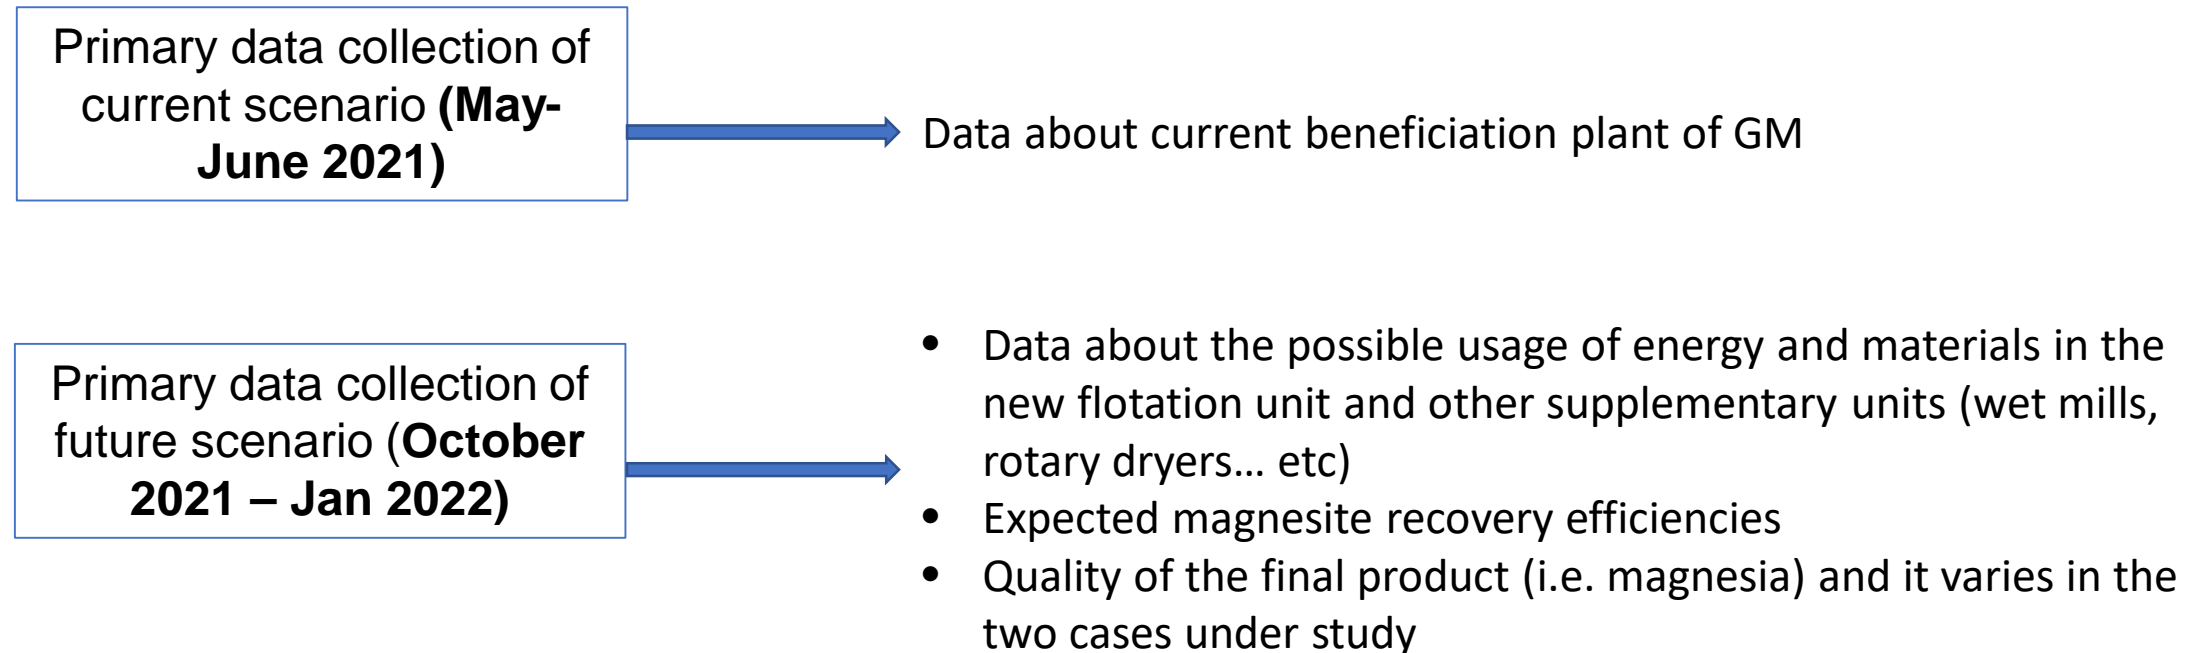 Primary data collection of
current scenario (May-
June 2021)
Data about current beneficiation plant of GM
Primary data collection of
future scenario (October
2021 – Jan 2022)
• Data about the possible usage of energy and materials in the
new flotation unit and other supplementary units (wet mills,
rotary dryers… etc)
• Expected magnesite recovery efficiencies
• Quality of the final product (i.e. magnesia) and it varies in the
two cases under study